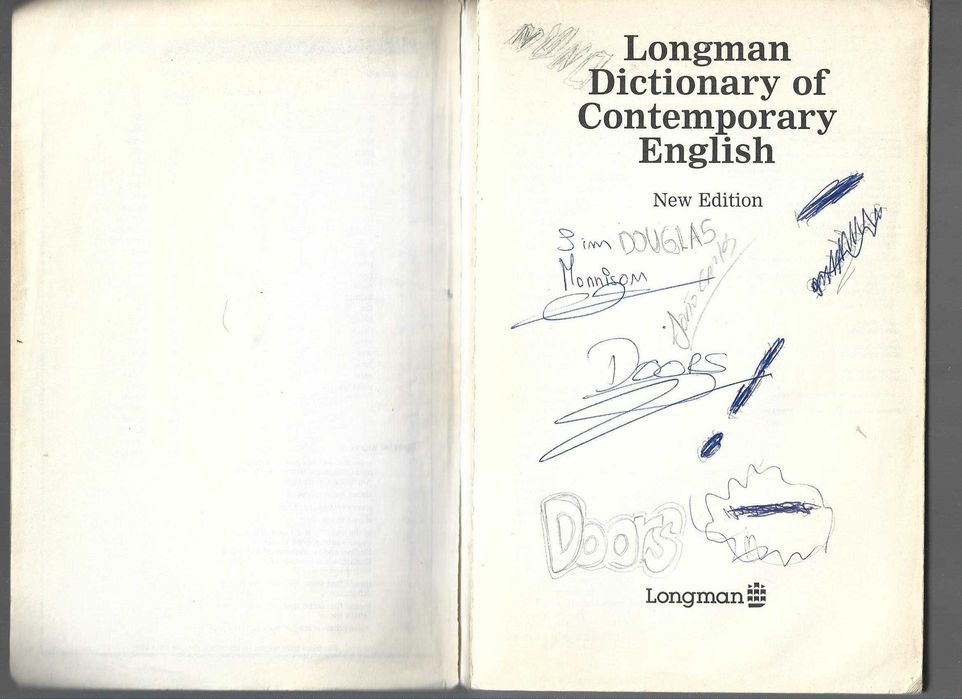 Longman
Dictionary of
Contemporary
English
New Edition
Jim DOUGLAS
Morrison
DOORS
DOORS
Longman